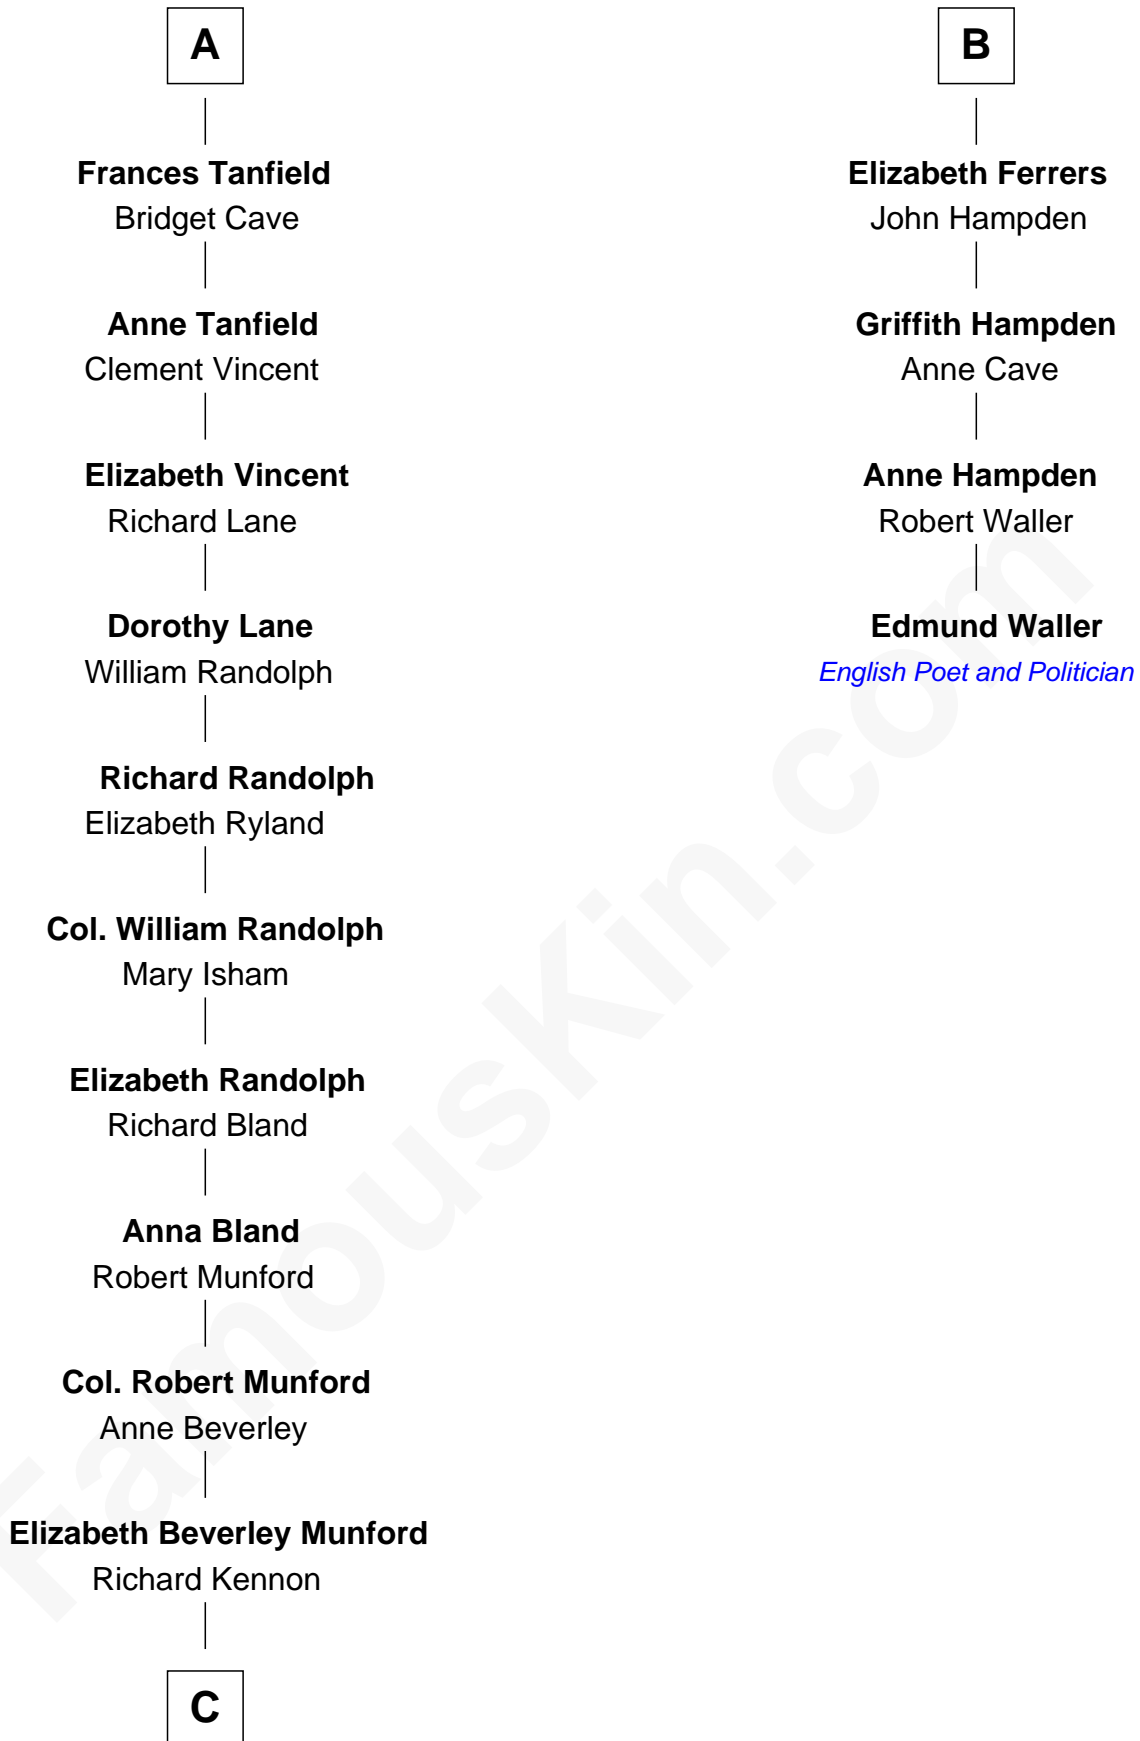 A
Frances Tanfield
Bridget Cave
Anne Tanfield
Clement Vincent
Elizabeth Vincent
Richard Lane
Dorothy Lane
William Randolph
Richard Randolph
Elizabeth Ryland
Col. William Randolph
Mary Isham
Elizabeth Randolph
Richard Bland
Anna Bland
Robert Munford
Col. Robert Munford
Anne Beverley
Elizabeth Beverley Munford
Richard Kennon
C
B
Elizabeth Ferrers
John Hampden
Griffith Hampden
Anne Cave
Anne Hampden
Robert Waller
Edmund Waller
English Poet and Politician
FamousKin.com